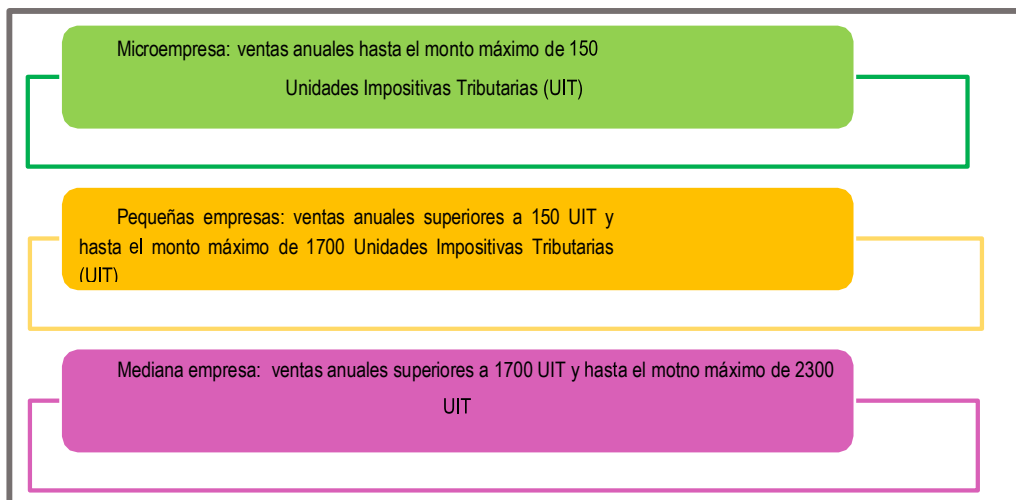 Microempresa: ventas anuales hasta el monto máximo de 150
Unidades Impositivas Tributarias (UIT)
Pequeñas empresas: ventas anuales superiores a 150 UIT y
hasta el monto máximo de 1700 Unidades Impositivas Tributarias
(UIT)
Mediana empresa: ventas anuales superiores a 1700 UIT y hasta el motno máximo de 2300
UIT